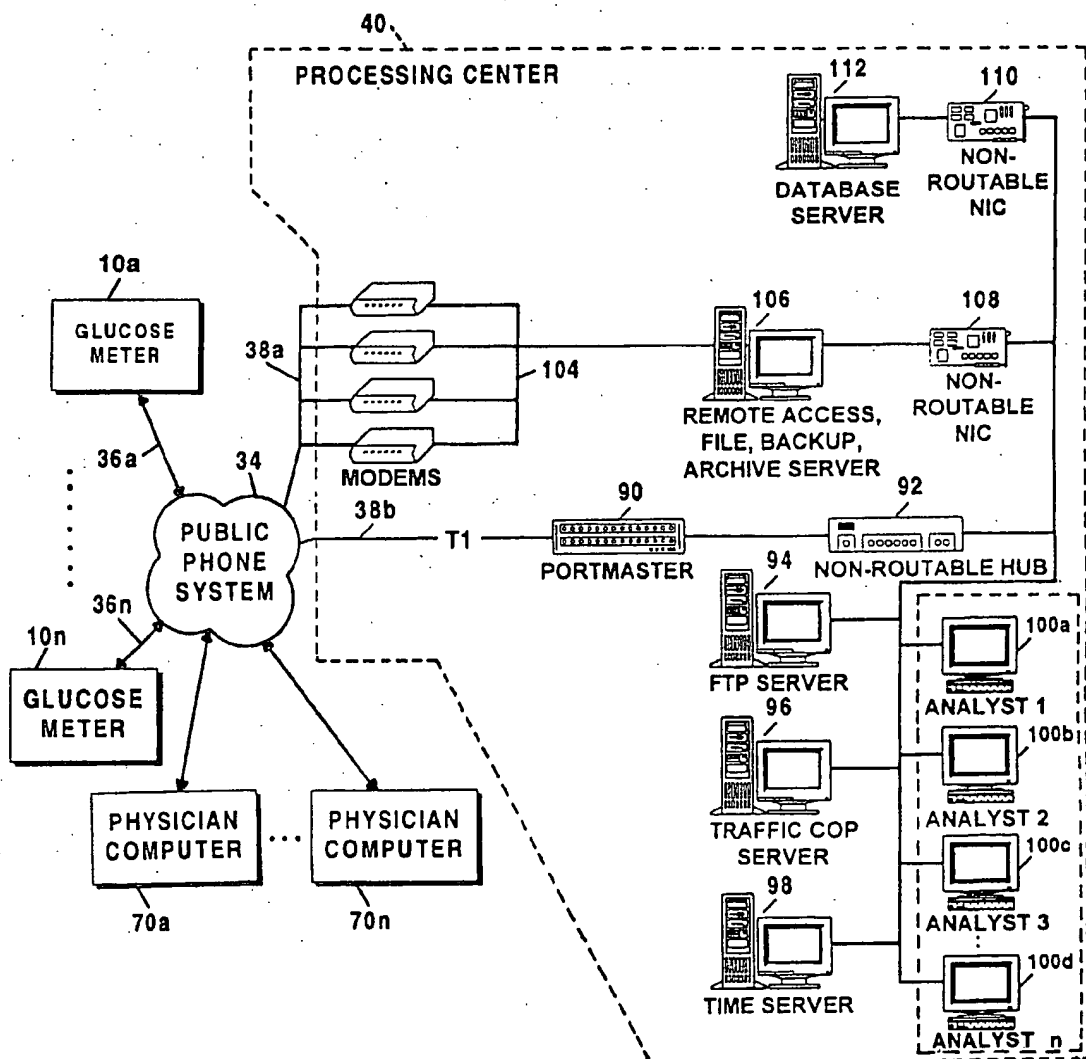 40
PROCESSING CENTER
112
110
DATABASE
SERVER
NON-
ROUTABLE
NIC
10a
GLUCOSE
METER
38a
104
106
108
REMOTE ACCESS,
FILE, BACKUP,
ARCHIVE SERVER
NON-
ROUTABLE
NIC
MODEMS
36a
34
PUBLIC
PHONE
SYSTEM
38b
T1
90
PORTMASTER
92
NON-ROUTABLE HUB
36n
10n
GLUCOSE
METER
94
FTP SERVER
96
TRAFFIC COP
SERVER
98
TIME SERVER
100a
ANALYST 1
100b
ANALYST 2
100c
ANALYST 3
100d
ANALYST n
PHYSICIAN
COMPUTER
...
PHYSICIAN
COMPUTER
70a
70n